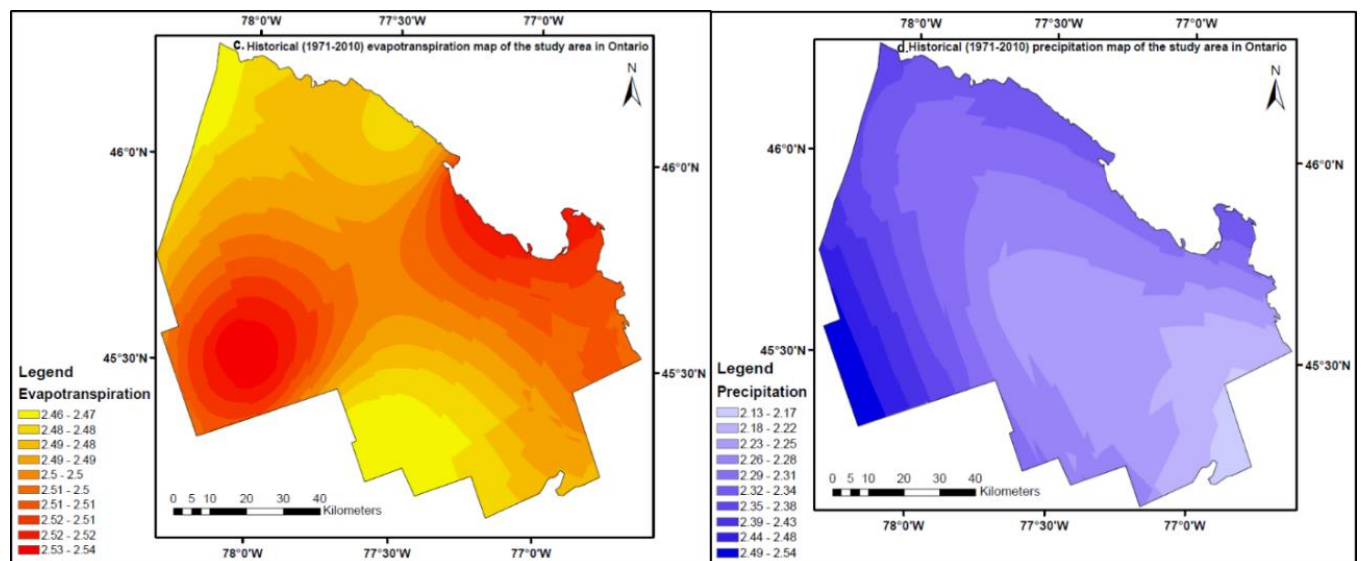 78°0'W 77°30'W 77°0'W
c. Historical (1971-2010) evapotranspiration map of the study area in Ontario
N
46°0'N
46°0'N
45°30'N
45°30'N
Legend
Evapotranspiration
2.46 - 2.47
2.48 - 2.48
2.49 - 2.48
2.49 - 2.49
2.5 - 2.5
2.51 - 2.5
2.51 - 2.51
2.52 - 2.51
2.52 - 2.52
2.53 - 2.54
0 5 10 20 30 40
Kilometers
78°0'W 77°30'W 77°0'W
78°0'W 77°30'W 77°0'W
d. Historical (1971-2010) precipitation map of the study area in Ontario
N
46°0'N
46°0'N
45°30'N
45°30'N
Legend
Precipitation
2.13 - 2.17
2.18 - 2.22
2.23 - 2.25
2.26 - 2.28
2.29 - 2.31
2.32 - 2.34
2.35 - 2.38
2.39 - 2.43
2.44 - 2.48
2.49 - 2.54
0 5 10 20 30 40
Kilometers
78°0'W 77°30'W 77°0'W